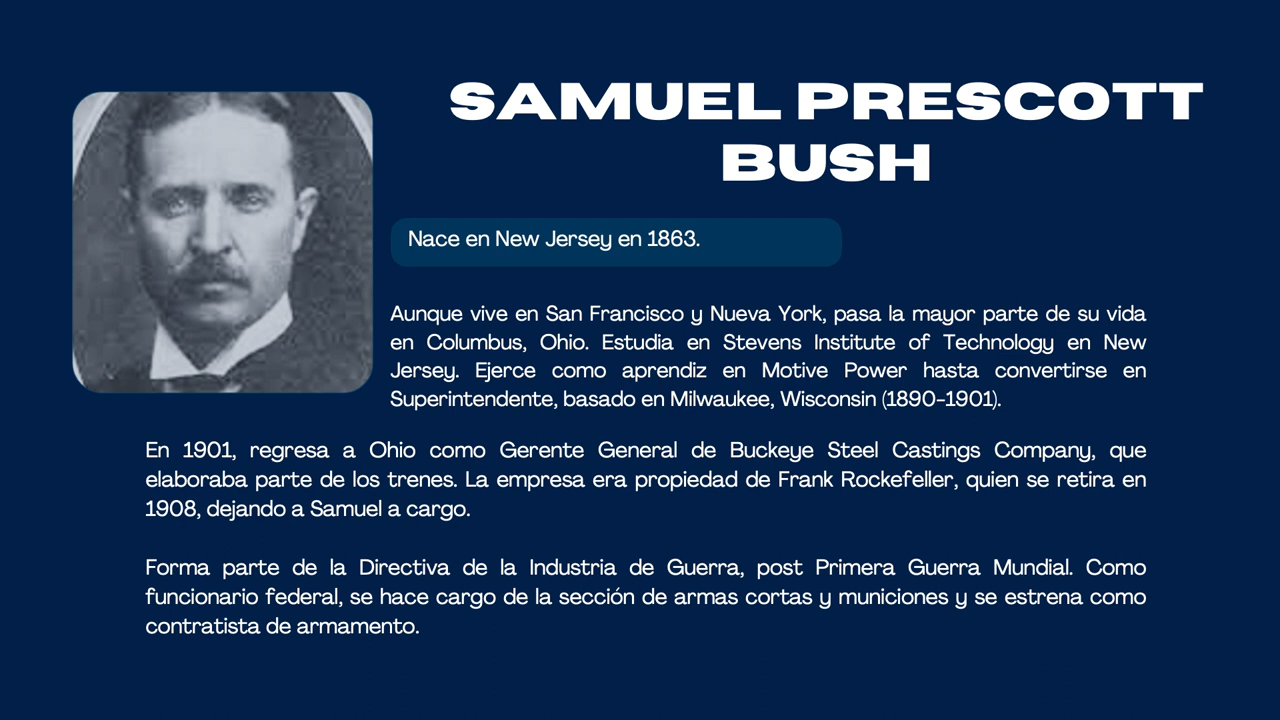 SAMUEL PRESCOTT
BUSH
Nace en New Jersey en 1863.
Aunque vive en San Francisco y Nueva York, pasa la mayor parte de su vida
en Columbus, Ohio. Estudia en Stevens Institute of Technology en New
Jersey. Ejerce como aprendiz en Motive Power hasta convertirse en
Superintendente, basado en Milwaukee, Wisconsin (1890-1901).
En 1901, regresa a Ohio como Gerente General de Buckeye Steel Castings Company, que
elaboraba parte de los trenes. La empresa era propiedad de Frank Rockefeller, quien se retira en
1908, dejando a Samuel a cargo.
Forma parte de la Directiva de la Industria de Guerra, post Primera Guerra Mundial. Como
funcionario federal, se hace cargo de la sección de armas cortas y municiones y se estrena como
contratista de armamento.